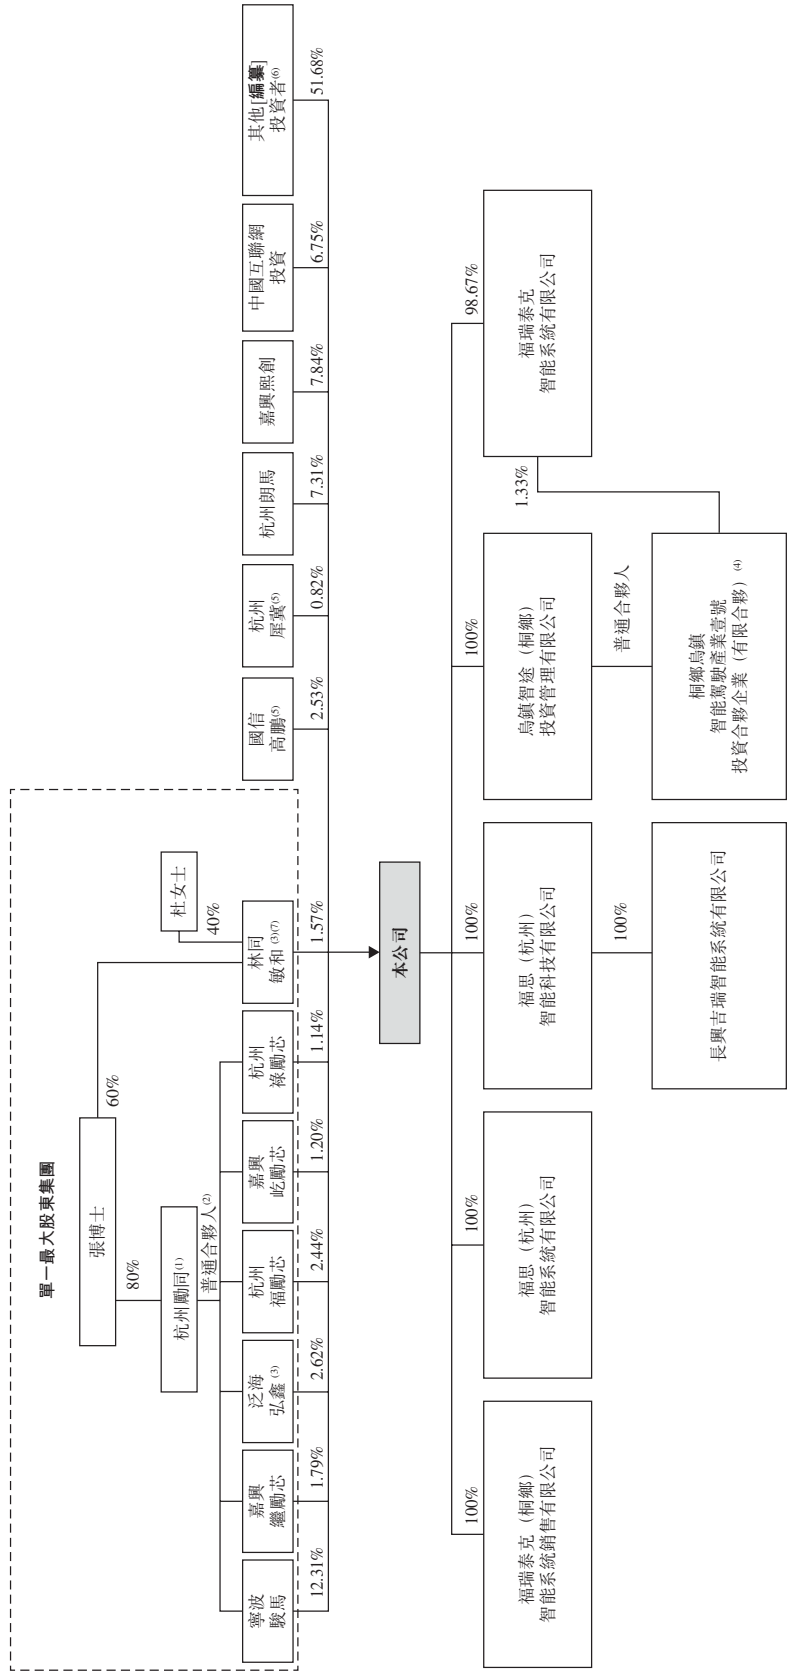 單一最大股東集團
張博士
80%
60%
杭州勵同(1)
杜女士
普通合夥人(2)
40%
寧波
駿馬
嘉興
繼勵芯
泛海
弘鑫(3)
杭州
福勵芯
嘉興
屹勵芯
杭州
祿勵芯
林同
敏和(3)(7)
國信
高鵬(5)
杭州
犀冀(5)
杭州朗馬
嘉興熙創
中國互聯網
投資
其他[編纂]
投資者(6)
12.31%
1.79%
2.62%
2.44%
1.20%
1.14%
1.57%
2.53%
0.82%
7.31%
7.84%
6.75%
51.68%
本公司
100%
100%
100%
100%
98.67%
福瑞泰克（桐鄉）
智能系統銷售有限公司
福思（杭州）
智能系統有限公司
福思（杭州）
智能科技有限公司
烏鎮智途（桐鄉）
投資管理有限公司
福瑞泰克
智能系統有限公司
100%
普通合夥人
1.33%
長興吉瑞智能系統有限公司
桐鄉烏鎮
智能駕駛產業壹號
投資合夥企業（有限合夥）(4)